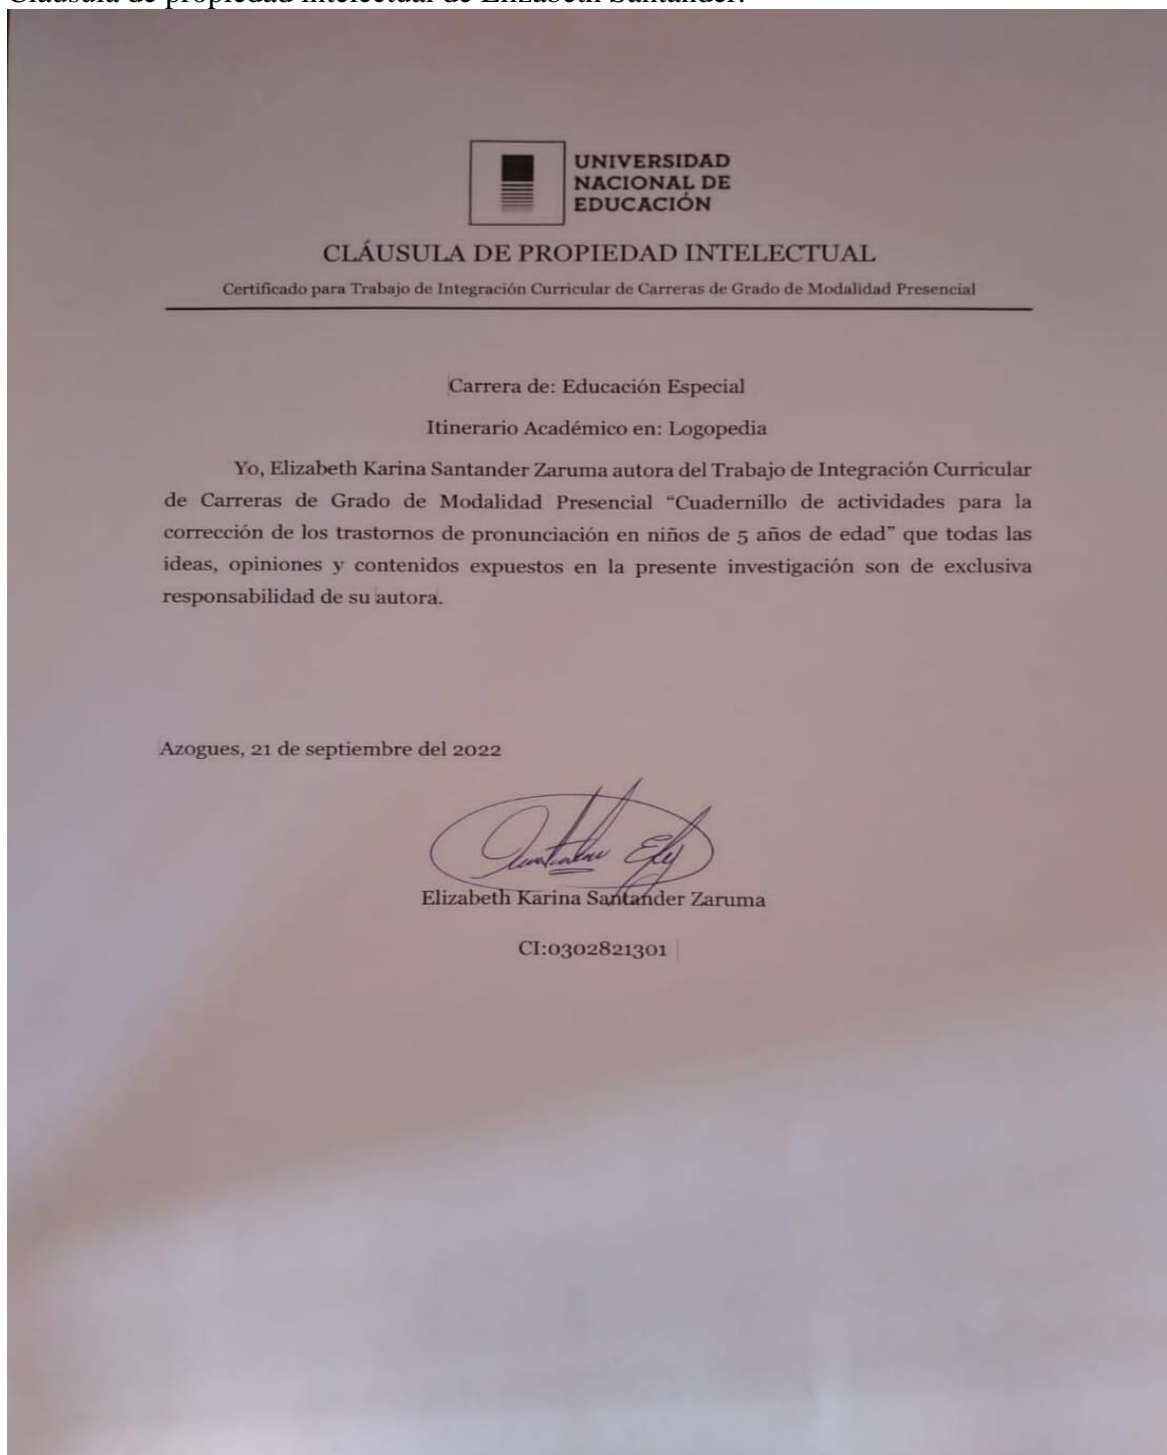 Cláusula de propiedad intelectual de Elizabeth Santander.
UNIVERSIDAD
NACIONAL DE
EDUCACIÓN
CLÁUSULA DE PROPIEDAD INTELECTUAL
Certificado para Trabajo de Integración Curricular de Carreras de Grado de Modalidad Presencial
Carrera de: Educación Especial
Itinerario Académico en: Logopedia
Yo, Elizabeth Karina Santander Zaruma autora del Trabajo de Integración Curricular
de Carreras de Grado de Modalidad Presencial “Cuadernillo de actividades para la
corrección de los trastornos de pronunciación en niños de 5 años de edad” que todas las
ideas, opiniones y contenidos expuestos en la presente investigación son de exclusiva
responsabilidad de su autora.
Azogues, 21 de septiembre del 2022
Elizabeth Karina Santander Zaruma
CI:0302821301